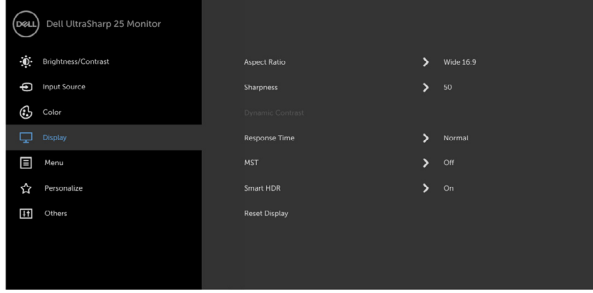 DELL Dell UltraSharp 25 Monitor
Brightness/Contrast
Input Source
Color
Display
Menu
Personalize
Others
Aspect Ratio Wide 16.9
Sharpness 50
Dynamic Contrast
Response Time Normal
MST Off
Smart HDR On
Reset Display